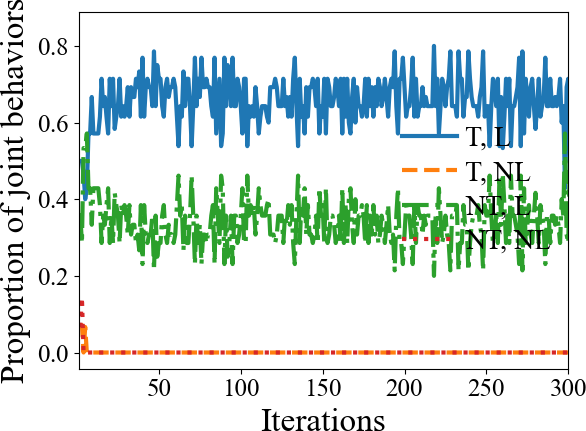 Proportion of joint behaviors
0.8
0.6
0.4
0.2
0.0
T, L
T, NL
NT, L
NT, NL
50
100
150
200
250
300
Iterations